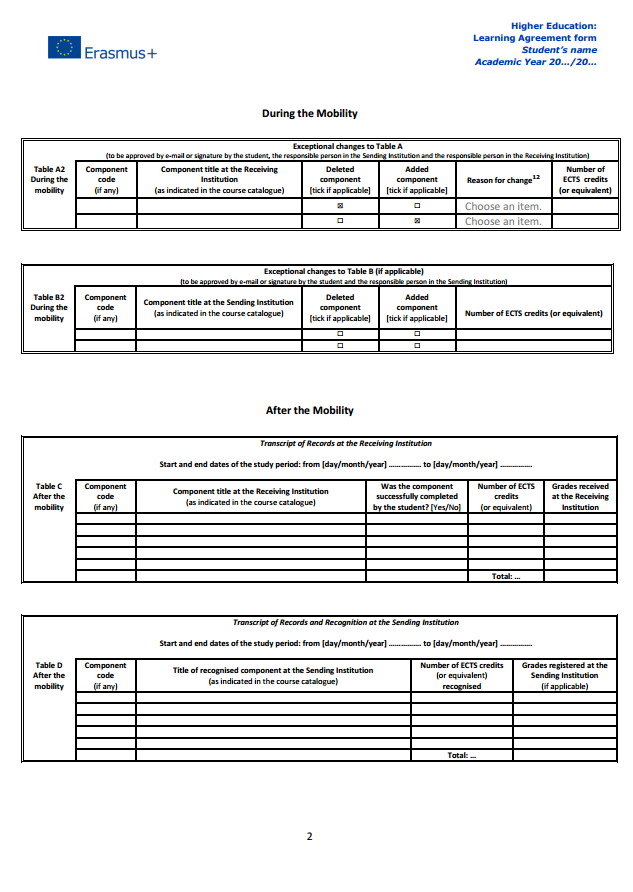 Erasmus+
Higher Education:
Learning Agreement form
Student's name
Academic Year 20…/20…
During the Mobility
Table A2
During the
mobility
Exceptional changes to Table A
(to be approved by e-mail or signature by the student, the responsible person in the Sending Institution and the responsible person in the Receiving Institution)
Component
code
(if any)
Component title at the Receiving
Institution
(as indicated in the course catalogue)
Deleted
component
[tick if applicable]
Added
component
[tick if applicable]
Reason for change12
Number of
ECTS credits
(or equivalent)
☒ ☐ Choose an item.
☐ ☒ Choose an item.
Table B2
During the
mobility
Exceptional changes to Table B (if applicable)
(to be approved by e-mail or signature by the student and the responsible person in the Sending Institution)
Component
code
(if any)
Component title at the Sending Institution
(as indicated in the course catalogue)
Deleted
component
[tick if applicable]
Added
component
[tick if applicable]
Number of ECTS credits (or equivalent)
☐ ☐
☐ ☐
After the Mobility
Table C
After the
mobility
Transcript of Records at the Receiving Institution
Start and end dates of the study period: from [day/month/year] ……………. to [day/month/year] …………….
Component
code
(if any)
Component title at the Receiving Institution
(as indicated in the course catalogue)
Was the component
successfully completed
by the student? [Yes/No]
Number of ECTS
credits
(or equivalent)
Grades received
at the Receiving
Institution
Total: …
Table D
After the
mobility
Transcript of Records and Recognition at the Sending Institution
Start and end dates of the study period: from [day/month/year] ……………. to [day/month/year] …………….
Component
code
(if any)
Title of recognised component at the Sending Institution
(as indicated in the course catalogue)
Number of ECTS credits
(or equivalent)
recognised
Grades registered at the
Sending Institution
(if applicable)
Total: …
2